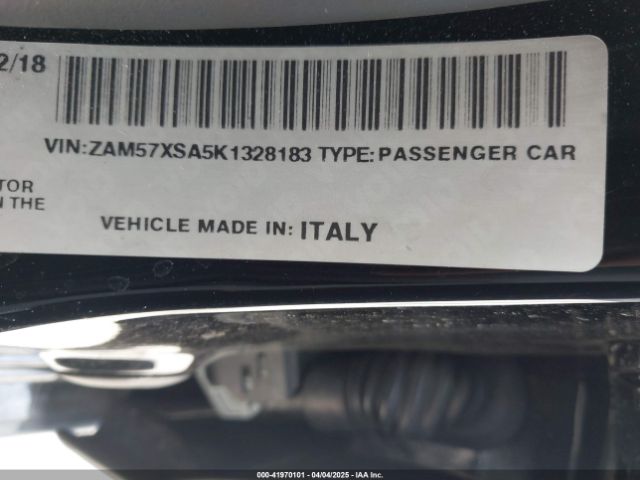 2/18
VIN:ZAM57XSA5K1328183 TYPE:PASSENGER CAR
TOR
N THE
VEHICLE MADE IN: ITALY
000-41970101 - 04/04/2025 - IAA Inc.